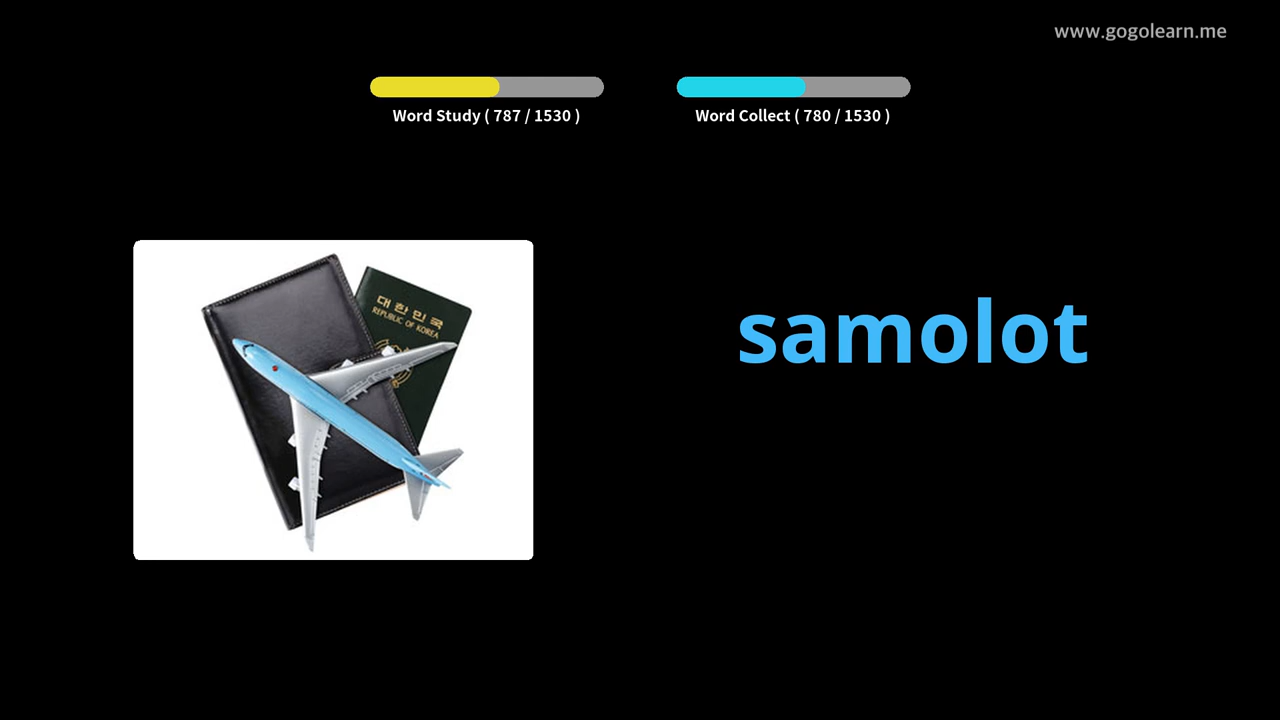 www.gogolearn.me
Word Study ( 787 / 1530 )
Word Collect ( 780 / 1530 )
대한민국
REPUBLIC OF KOREA
samolot